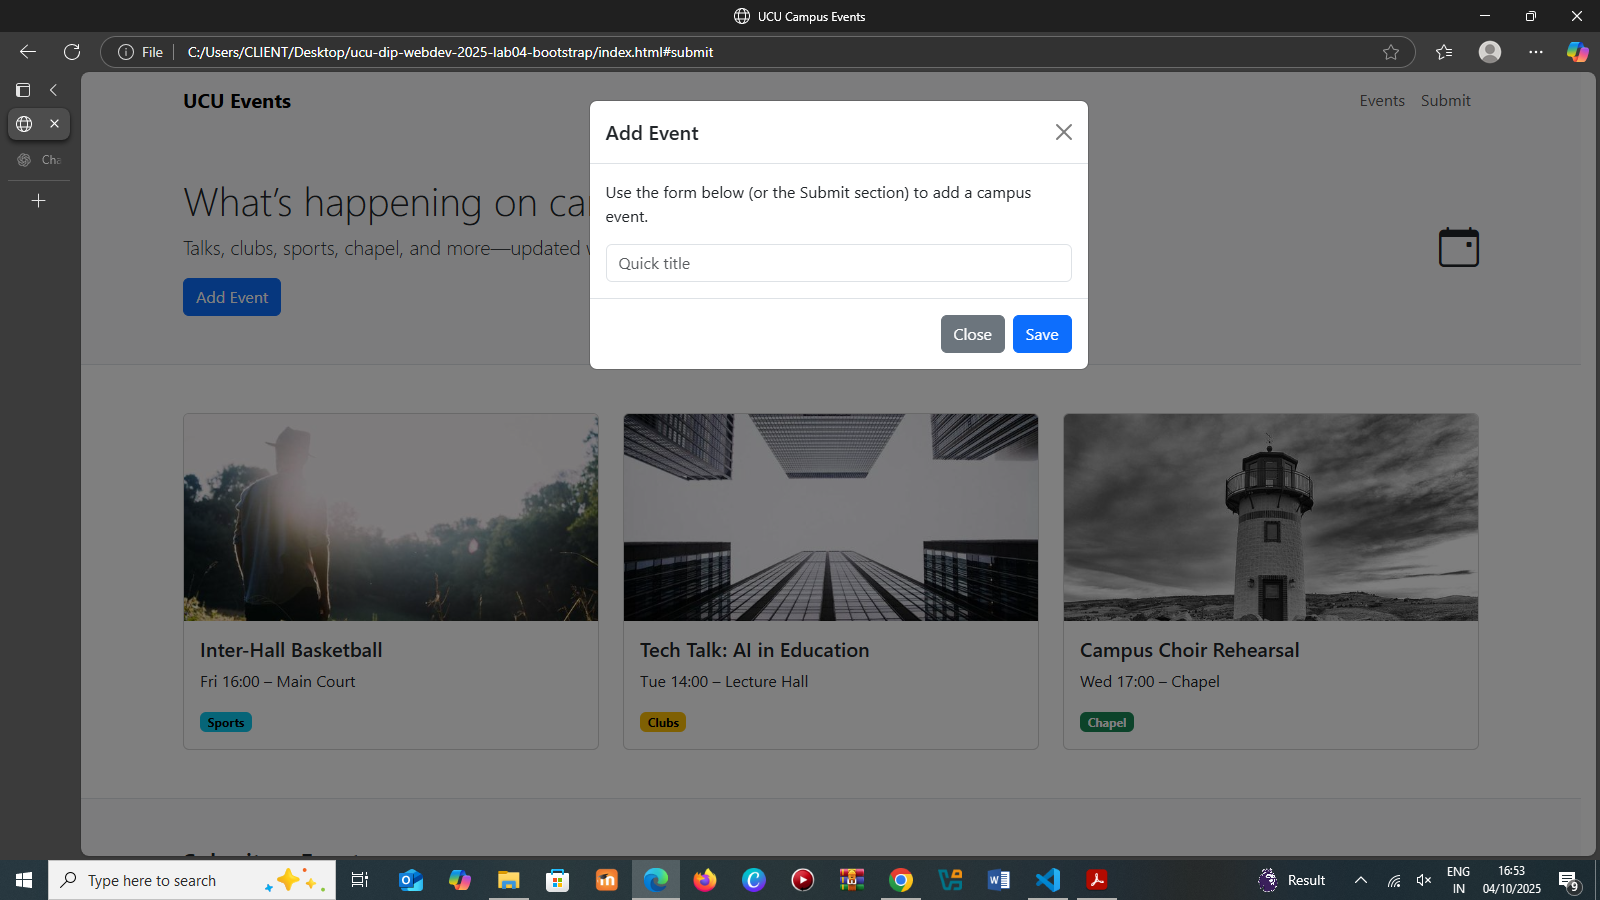 UCU Campus Events
File
C:/Users/CLIENT/Desktop/ucu-dip-webdev-2025-lab04-bootstrap/index.html#submit
Cha
UCU Events
Events Submit
Add Event
Use the form below (or the Submit section) to add a campus
event.
Quick title
Close Save
What’s happening on ca
Talks, clubs, sports, chapel, and more—updated
Add Event
Inter-Hall Basketball
Fri 16:00 – Main Court
Sports
Tech Talk: AI in Education
Tue 14:00 – Lecture Hall
Clubs
Campus Choir Rehearsal
Wed 17:00 – Chapel
Chapel
Type here to search
Result
ENG
IN
16:53
04/10/2025
9